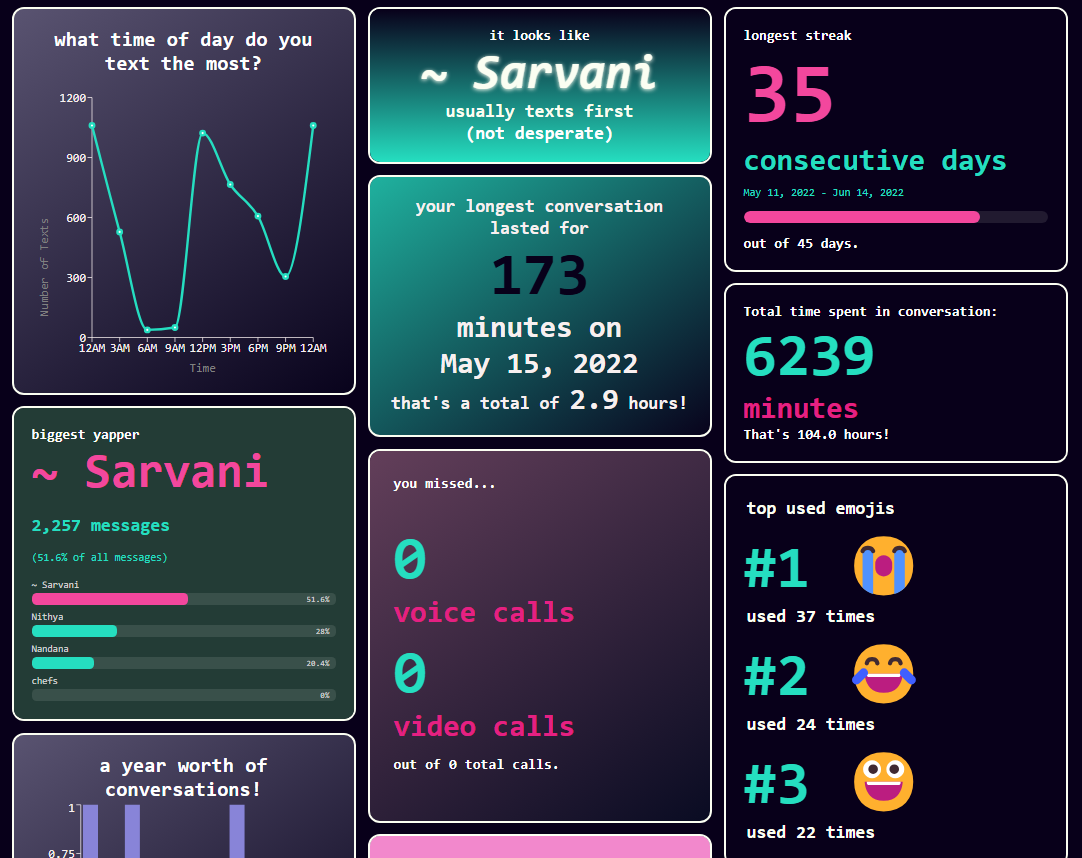 what time of day do you
text the most?
1200
900
600
300
0
Number of Texts
12AM 3AM 6AM 9AM 12PM 3PM 6PM 9PM 12AM
Time
biggest yapper
~ Sarvani
2,257 messages
(51.6% of all messages)
~ Sarvani
51.6%
Nithya
28%
Nandana
20.4%
chefs
0%
a year worth of
conversations!
1
0.75
it looks like
~ Sarvani
usually texts first
(not desperate)
your longest conversation
lasted for
173
minutes on
May 15, 2022
that's a total of 2.9 hours!
you missed...
0
voice calls
0
video calls
out of 0 total calls.
longest streak
35
consecutive days
May 11, 2022 - Jun 14, 2022
out of 45 days.
Total time spent in conversation:
6239
minutes
That's 104.0 hours!
top used emojis
#1
used 37 times
#2
used 24 times
#3
used 22 times